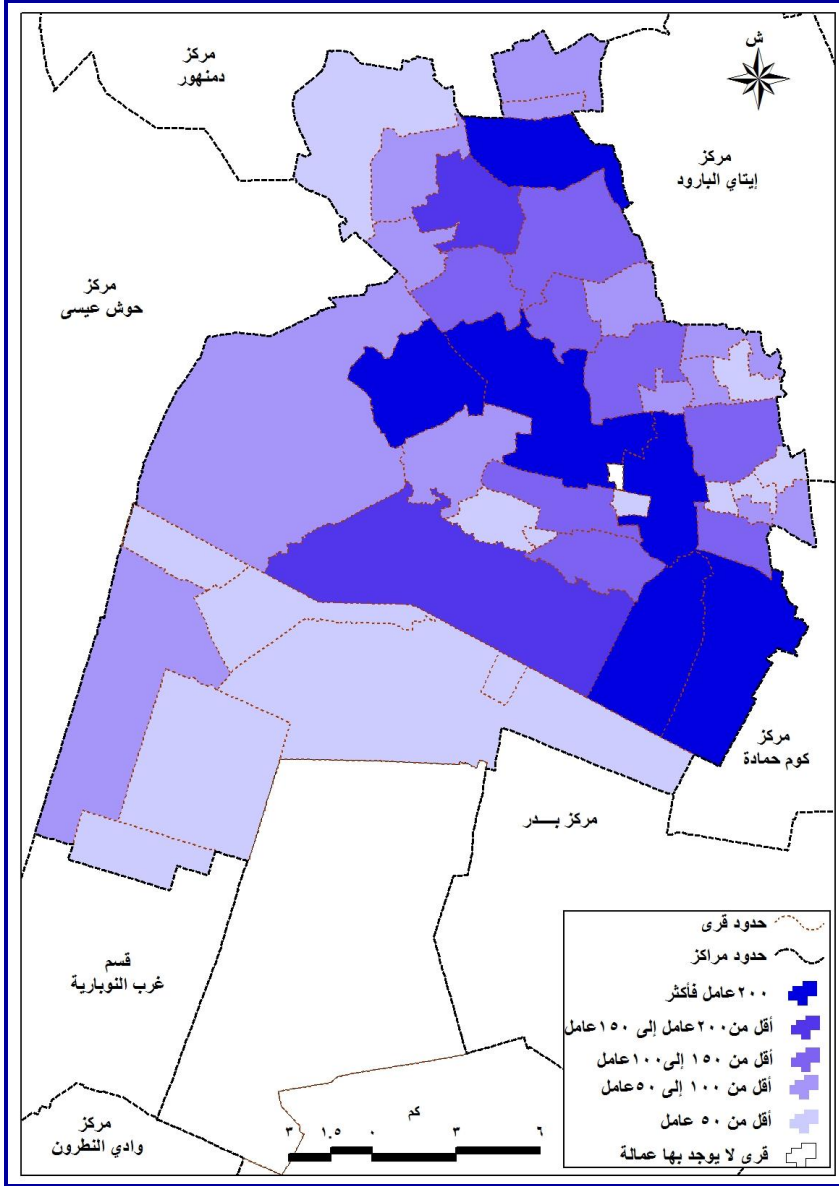 مركز
دمنهور
ش
مركز
إيتاي البارود
مركز
حوش عيسى
مركز
كوم حمادة
مركز بـــدر
قسم
غرب النوبارية
مركز
وادي النطرون
كم
٣ ١.٥ ٠ ٣ ٦
حدود قرى
حدود مراكز
٢٠٠عامل فأكثر
أقل من ٢٠٠عامل إلى ١٥٠عامل
أقل من ١٥٠ إلى ١٠٠عامل
أقل من ١٠٠ إلى ٥٠عامل
أقل من ٥٠ عامل
قرى لا يوجد بها عمالة